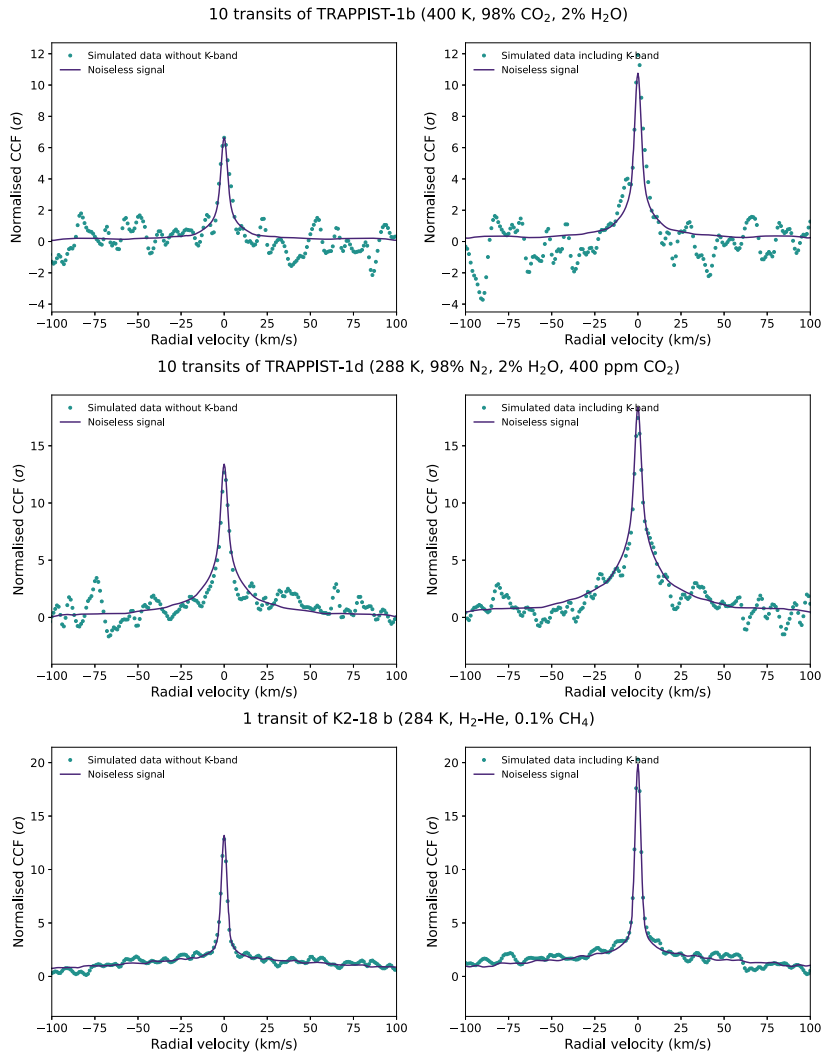 10 transits of TRAPPIST-1b (400 K, 98% CO₂, 2% H₂O)
12
10
8
6
4
2
0
−2
−4
Normalised CCF (σ)
Simulated data without K-band
Noiseless signal
−100 −75 −50 −25 0 25 50 75 100
Radial velocity (km/s)
12
10
8
6
4
2
0
−2
−4
Normalised CCF (σ)
Simulated data including K-band
Noiseless signal
−100 −75 −50 −25 0 25 50 75 100
Radial velocity (km/s)
10 transits of TRAPPIST-1d (288 K, 98% N₂, 2% H₂O, 400 ppm CO₂)
15
10
5
0
Normalised CCF (σ)
Simulated data without K-band
Noiseless signal
−100 −75 −50 −25 0 25 50 75 100
Radial velocity (km/s)
15
10
5
0
Normalised CCF (σ)
Simulated data including K-band
Noiseless signal
−100 −75 −50 −25 0 25 50 75 100
Radial velocity (km/s)
1 transit of K2-18 b (284 K, H₂-He, 0.1% CH₄)
20
15
10
5
0
Normalised CCF (σ)
Simulated data without K-band
Noiseless signal
−100 −75 −50 −25 0 25 50 75 100
Radial velocity (km/s)
20
15
10
5
0
Normalised CCF (σ)
Simulated data including K-band
Noiseless signal
−100 −75 −50 −25 0 25 50 75 100
Radial velocity (km/s)